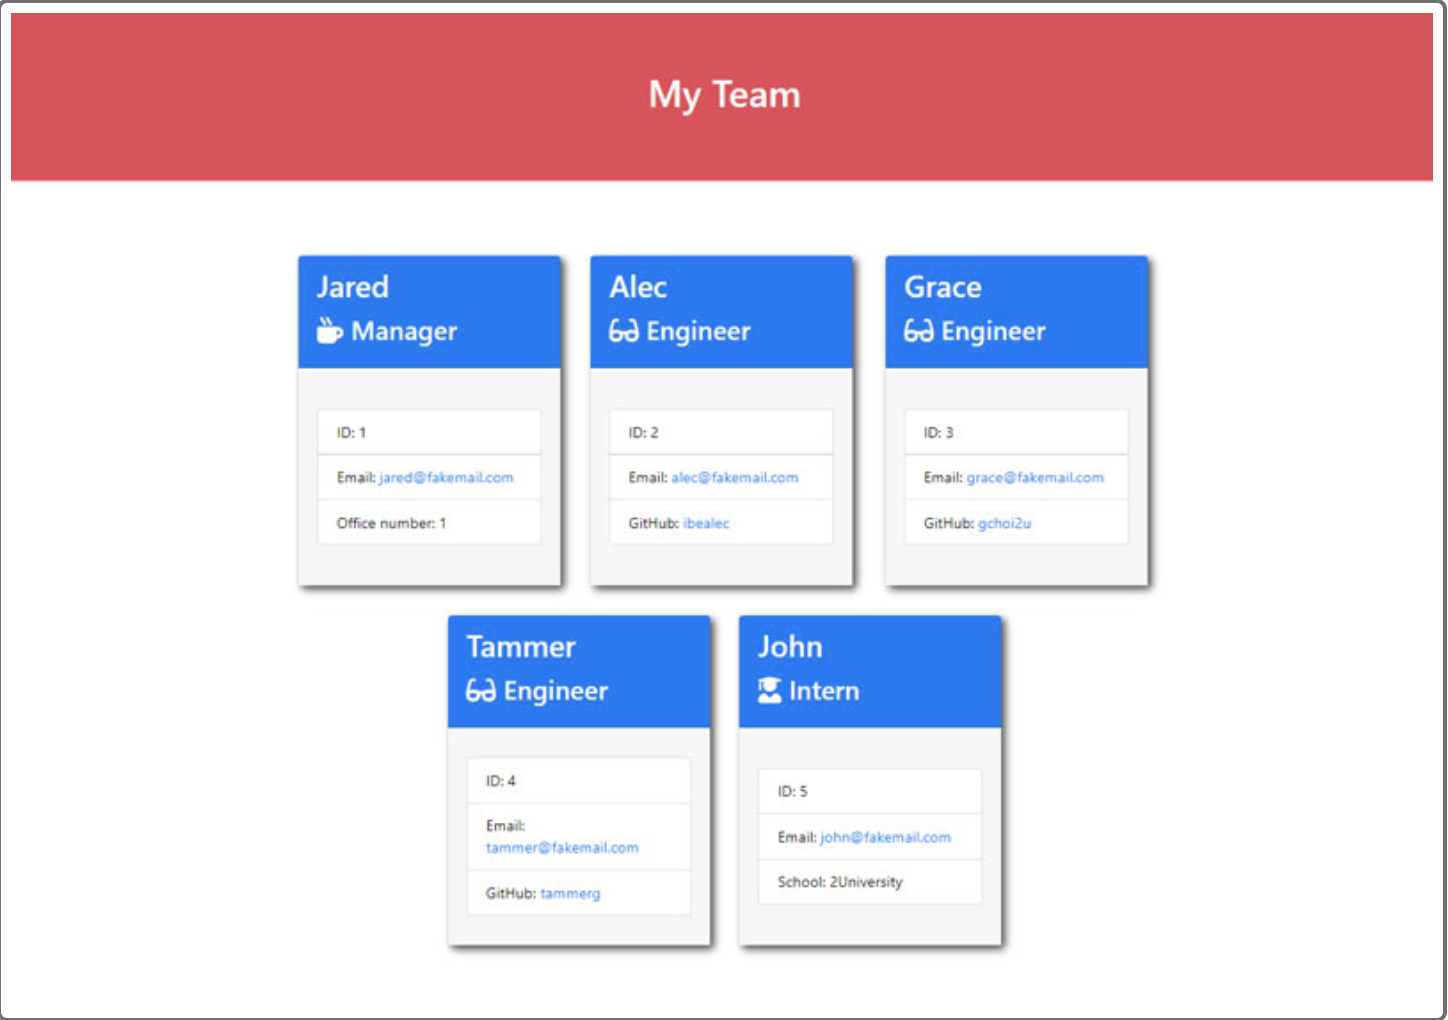 My Team
Jared
Manager
ID: 1
Email: jared@fakemail.com
Office number: 1
Alec
Engineer
ID: 2
Email: alec@fakemail.com
GitHub: ibealec
Grace
Engineer
ID: 3
Email: grace@fakemail.com
GitHub: gchoi2u
Tammer
Engineer
ID: 4
Email:
tammer@fakemail.com
GitHub: tammerg
John
Intern
ID: 5
Email: john@fakemail.com
School: 2University